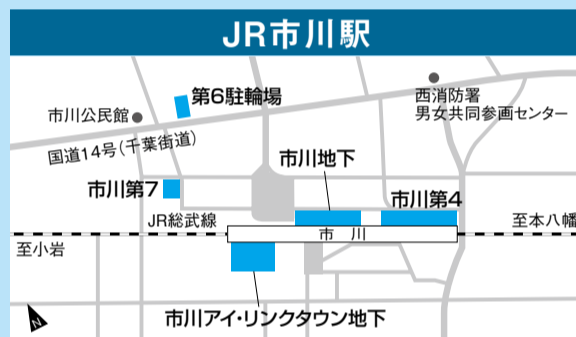 JR市川駅
第6駐輪場
市川公民館
西消防署
男女共同参画センター
国道14号(千葉街道)
市川地下
市川第7
市川第4
JR総武線
市 川
至本八幡
至小岩
市川アイ・リンクタウン地下
N